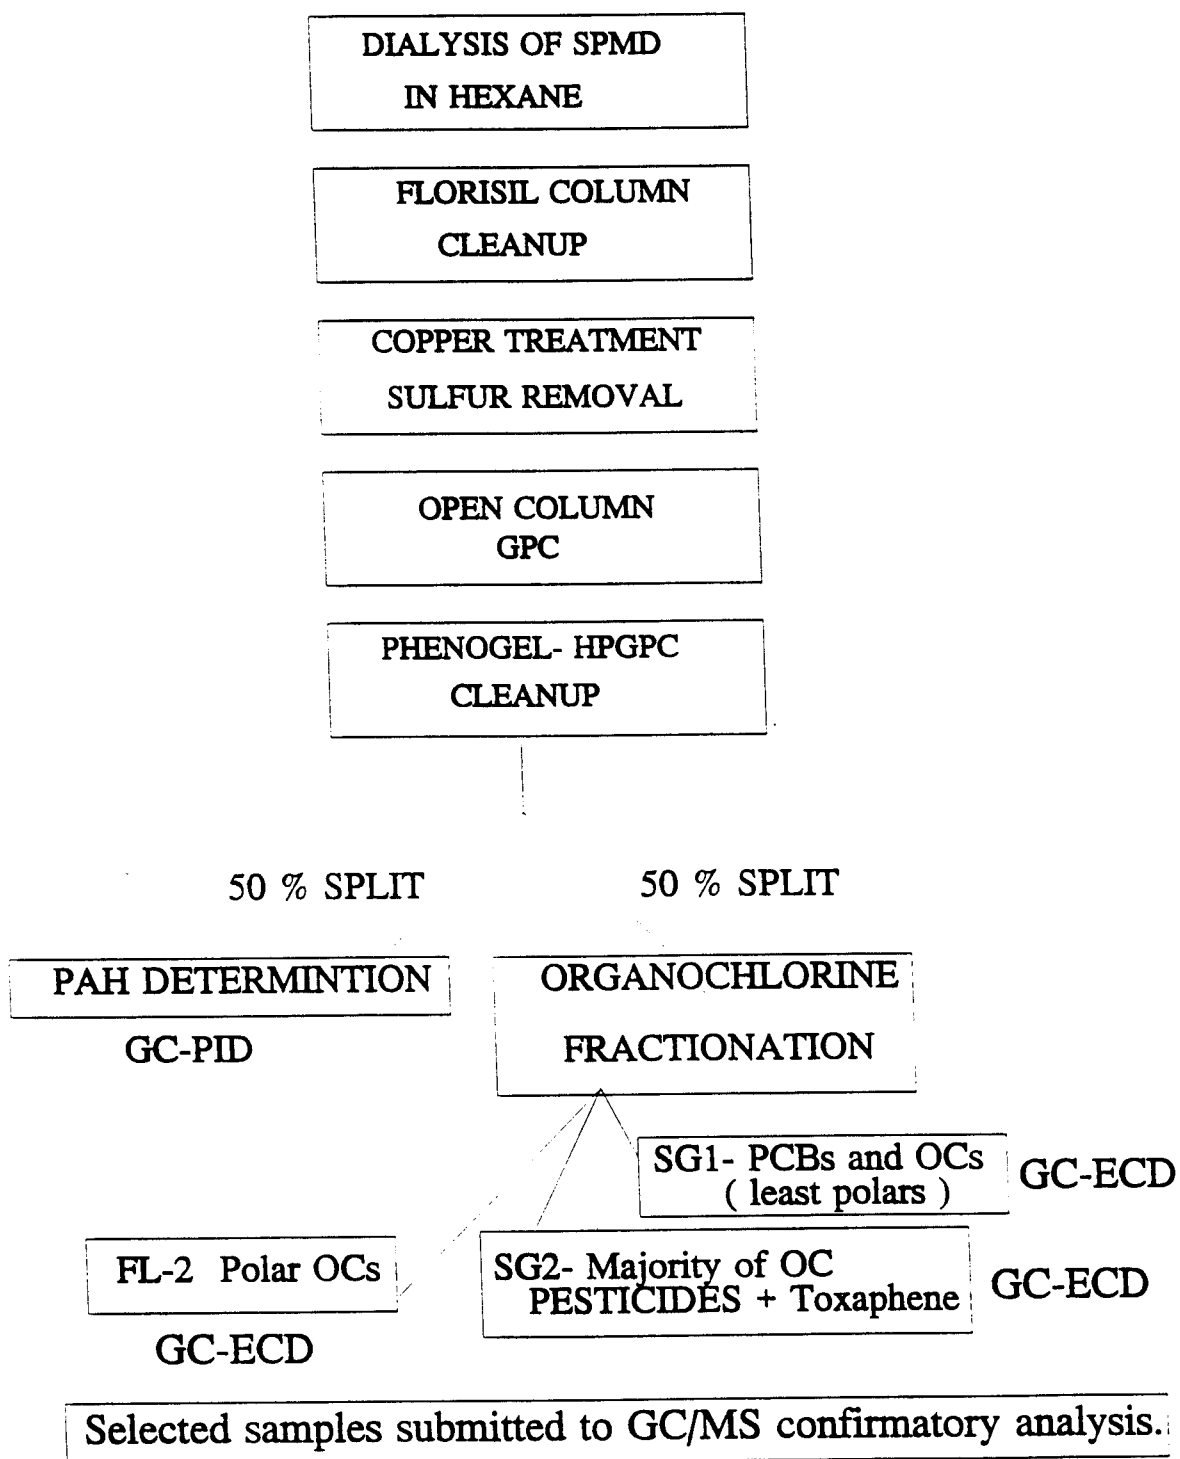 DIALYSIS OF SPMD
IN HEXANE
FLORISIL COLUMN
CLEANUP
COPPER TREATMENT
SULFUR REMOVAL
OPEN COLUMN
GPC
PHENOGEL- HPGPC
CLEANUP
50 % SPLIT
50 % SPLIT
PAH DETERMINTION
GC-PID
ORGANOCHLORINE
FRACTIONATION
SG1- PCBs and OCs
( least polars )
GC-ECD
FL-2 Polar OCs
GC-ECD
SG2- Majority of OC
PESTICIDES + Toxaphene
GC-ECD
Selected samples submitted to GC/MS confirmatory analysis.